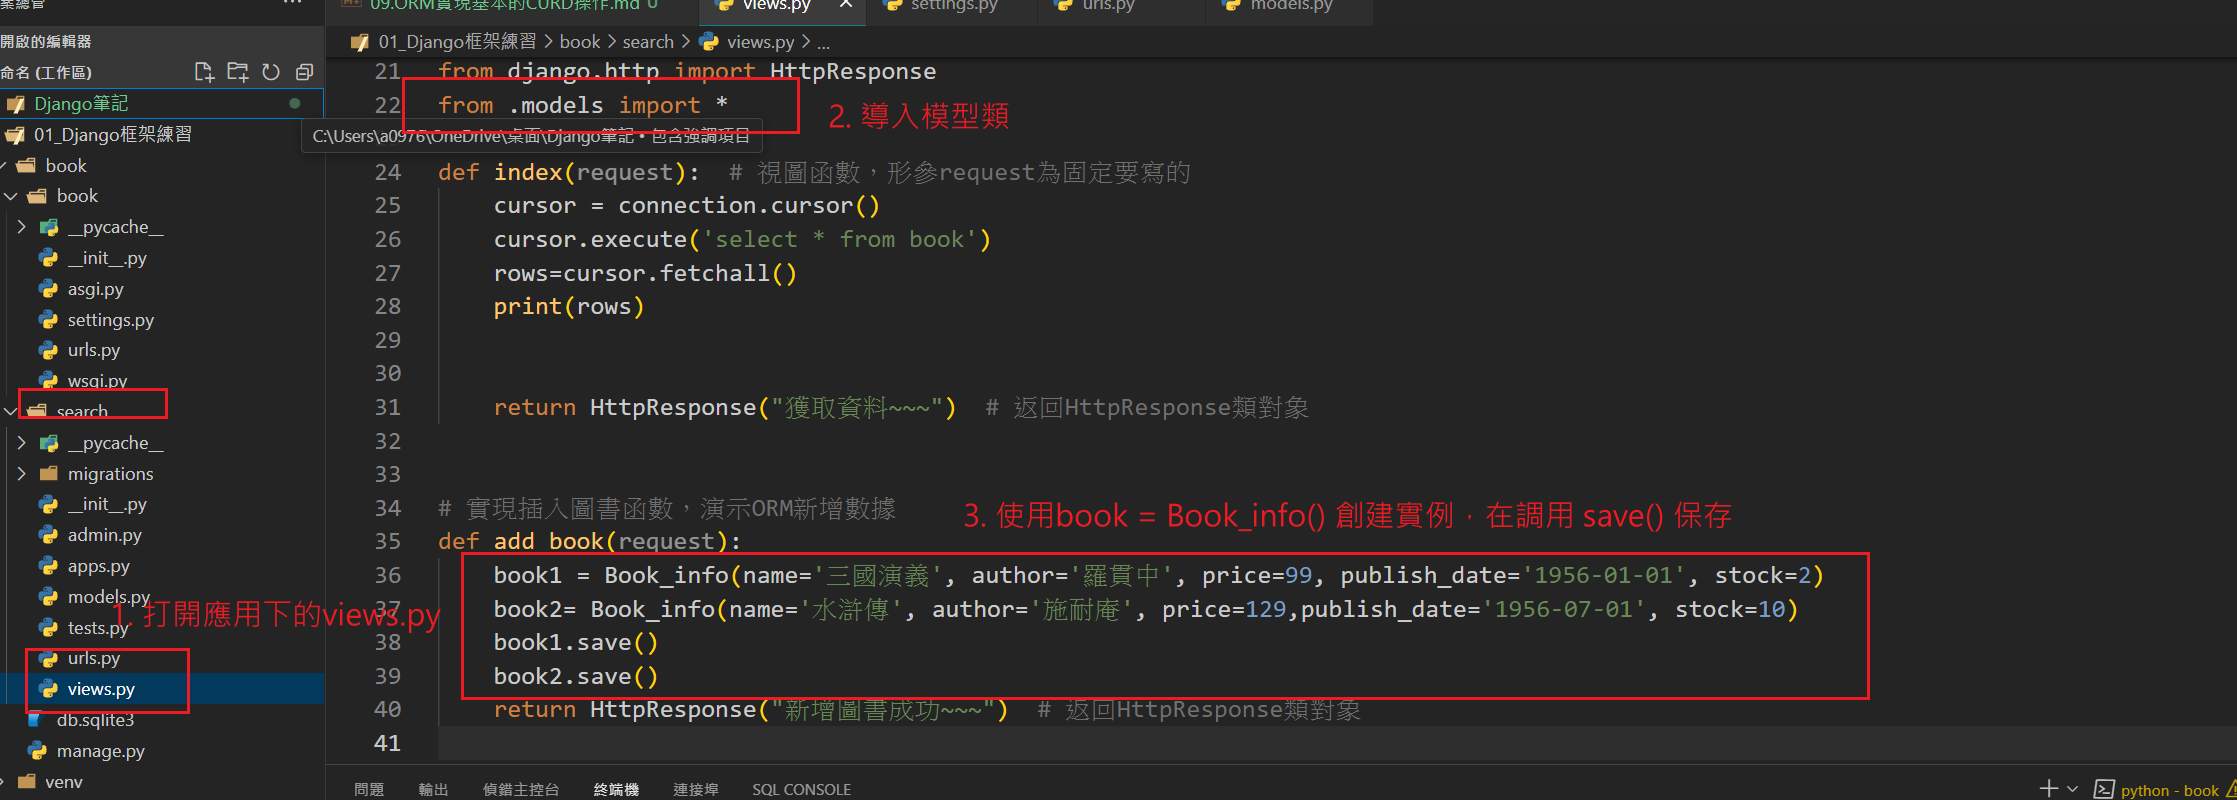 案總管
...
09.ORM實現基本的CURD操作.md U
views.py
settings.py
urls.py
models.py
開啟的編輯器
01_Django框架練習 > book > search > views.py > ...
命名 (工作區)
Django筆記
01_Django框架練習
book
book
__pycache__
__init__.py
asgi.py
settings.py
urls.py
wsgi.py
search
__pycache__
migrations
__init__.py
admin.py
apps.py
models.py
tests.py
urls.py
views.py
db.sqlite3
manage.py
venv
1. 打開應用下的views.py
21 from django.http import HttpResponse
22 from .models import *
2. 導入模型類
C:\Users\a0976\OneDrive\桌面\Django筆記 • 包含強調項目
24 def index(request):  # 視圖函數，形參request為固定要寫的
25 cursor = connection.cursor()
26 cursor.execute('select * from book')
27 rows=cursor.fetchall()
28 print(rows)
29
30
31 return HttpResponse("獲取資料~~~")  # 返回HttpResponse類對象
32
33
34 # 實現插入圖書函數，演示ORM新增數據
3. 使用book = Book_info() 創建實例，在調用 save() 保存
35 def add_book(request):
36 book1 = Book_info(name='三國演義', author='羅貫中', price=99, publish_date='1956-01-01', stock=2)
37 book2= Book_info(name='水滸傳', author='施耐庵', price=129,publish_date='1956-07-01', stock=10)
38 book1.save()
39 book2.save()
40 return HttpResponse("新增圖書成功~~~")  # 返回HttpResponse類對象
41
問題
輸出
偵錯主控台
終端機
連接埠
SQL CONSOLE
python - book